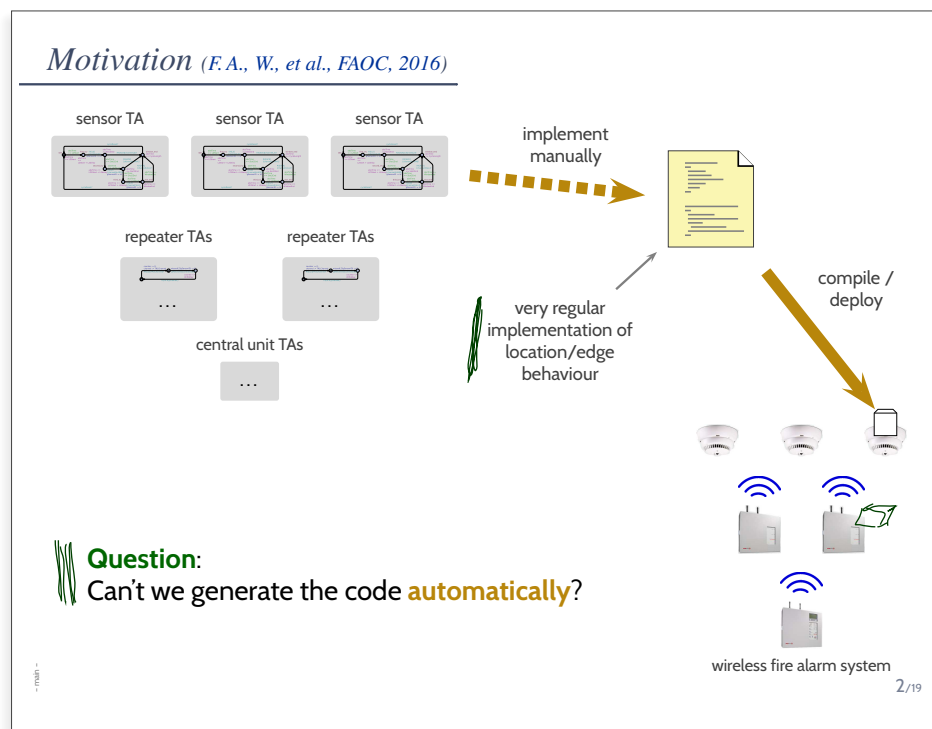 Motivation (F. A., W., et al., FAOC, 2016)
sensor TA
sensor TA
sensor TA
implement
manually
repeater TAs
repeater TAs
...
...
compile /
deploy
very regular
implementation of
location/edge
behaviour
central unit TAs
...
Question:
Can't we generate the code automatically?
wireless fire alarm system
– main –
2/19